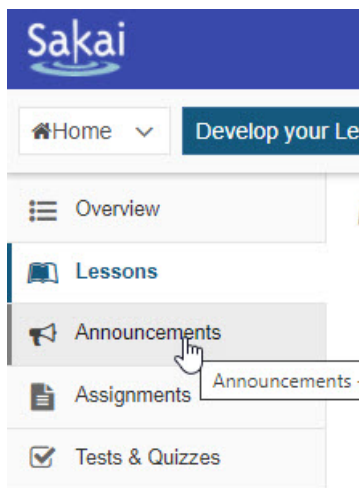 Sakai
Home
Develop your Le
Overview
Lessons
Announcements
Announcements -
Assignments
Tests & Quizzes